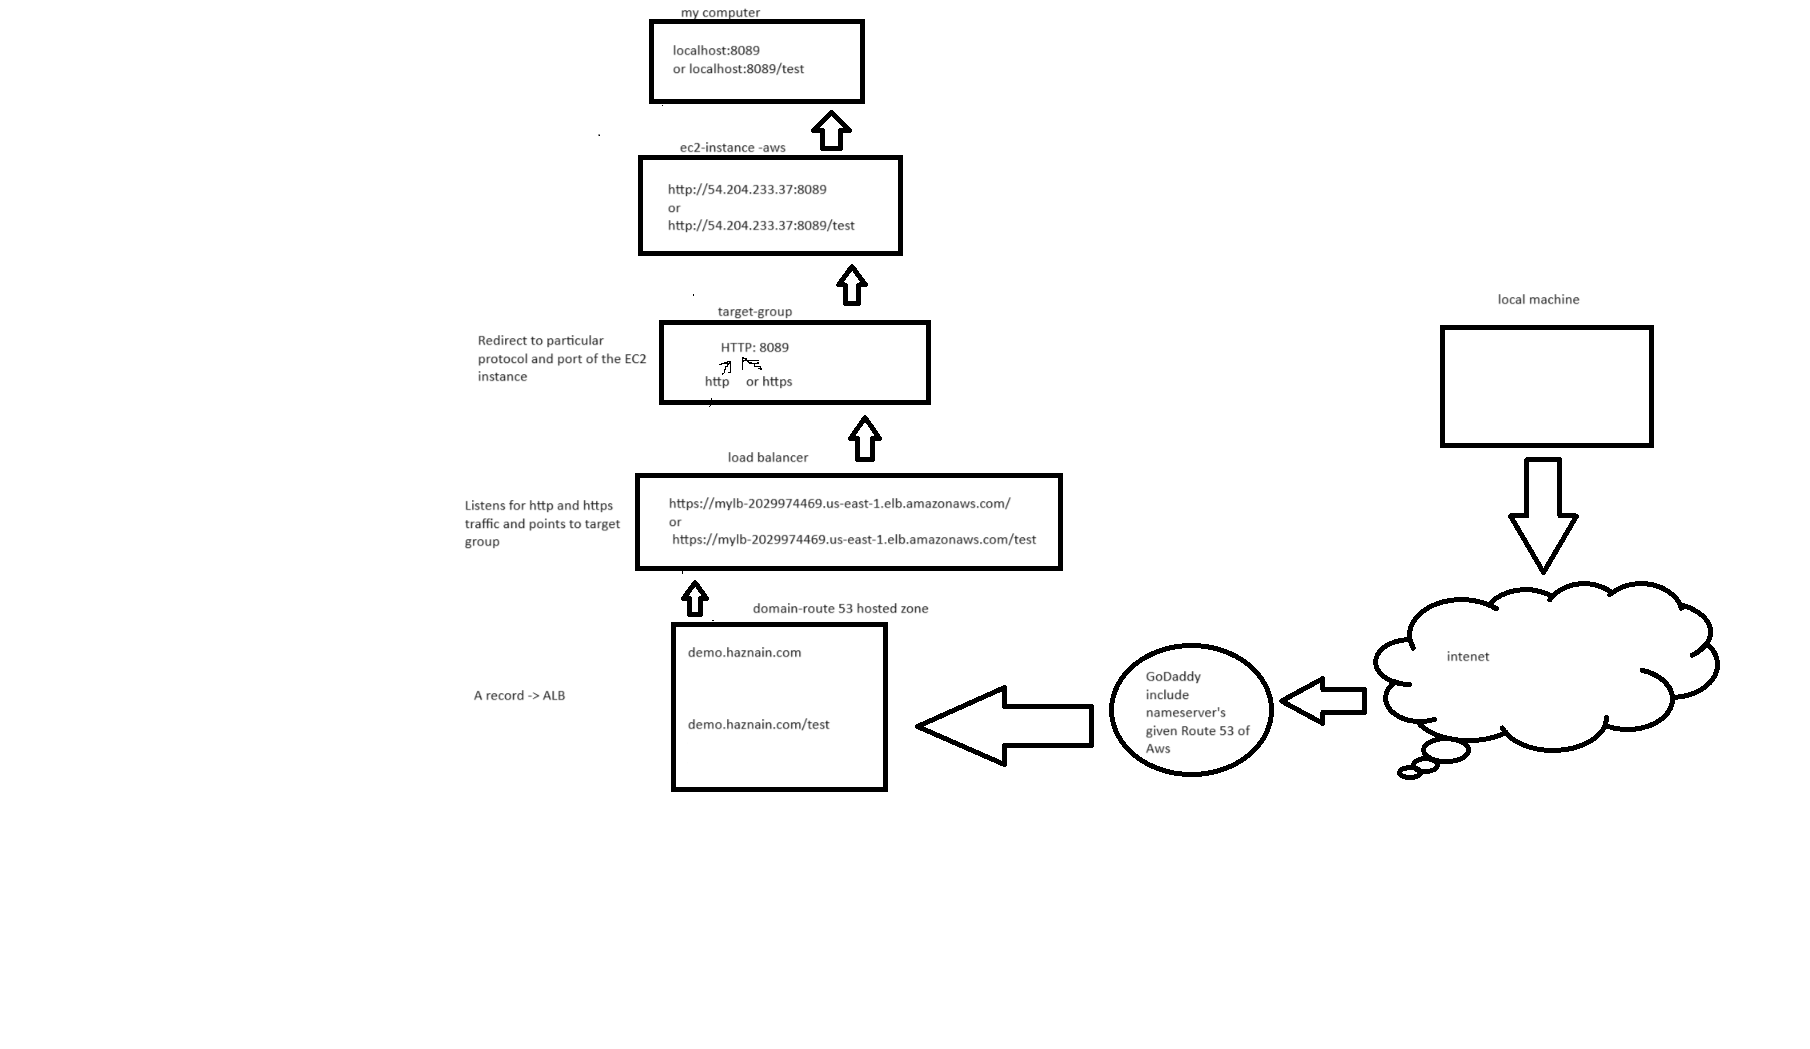 my computer
localhost:8089
or localhost:8089/test
ec2-instance -aws
http://54.204.233.37:8089
or
http://54.204.233.37:8089/test
target-group
Redirect to particular
protocol and port of the EC2
instance
HTTP: 8089
http or https
load balancer
Listens for http and https
traffic and points to target
group
https://mylb-2029974469.us-east-1.elb.amazonaws.com/
or
https://mylb-2029974469.us-east-1.elb.amazonaws.com/test
domain-route 53 hosted zone
demo.haznain.com
A record -> ALB
demo.haznain.com/test
GoDaddy
include
nameserver's
given Route 53 of
Aws
intenet
local machine